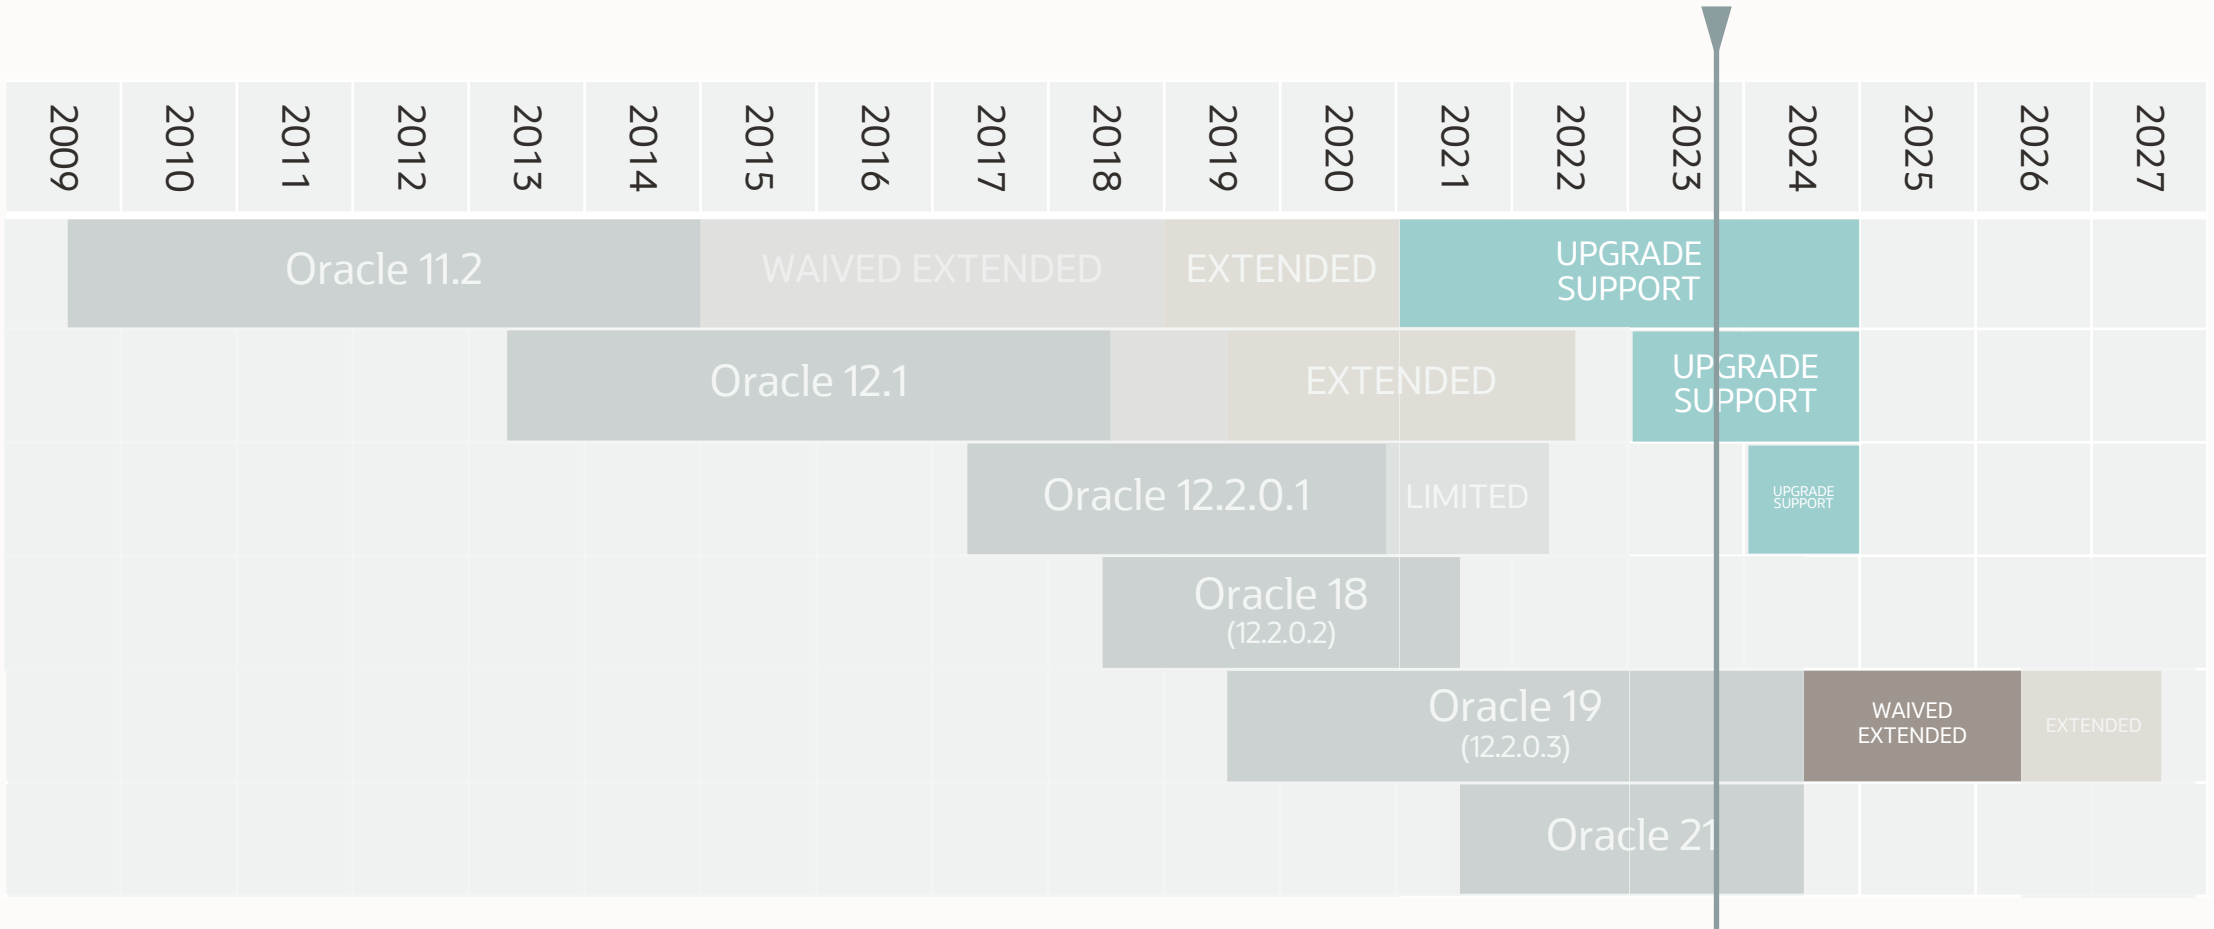 2009
2010
2011
2012
2013
2014
2015
2016
2017
2018
2019
2020
2021
2022
2023
2024
2025
2026
2027
Oracle 11.2
WAIVED EXTENDED
EXTENDED
UPGRADE
SUPPORT
Oracle 12.1
EXTENDED
UPGRADE
SUPPORT
Oracle 12.2.0.1
LIMITED
UPGRADE
SUPPORT
Oracle 18
(12.2.0.2)
Oracle 19
(12.2.0.3)
WAIVED
EXTENDED
EXTENDED
Oracle 21